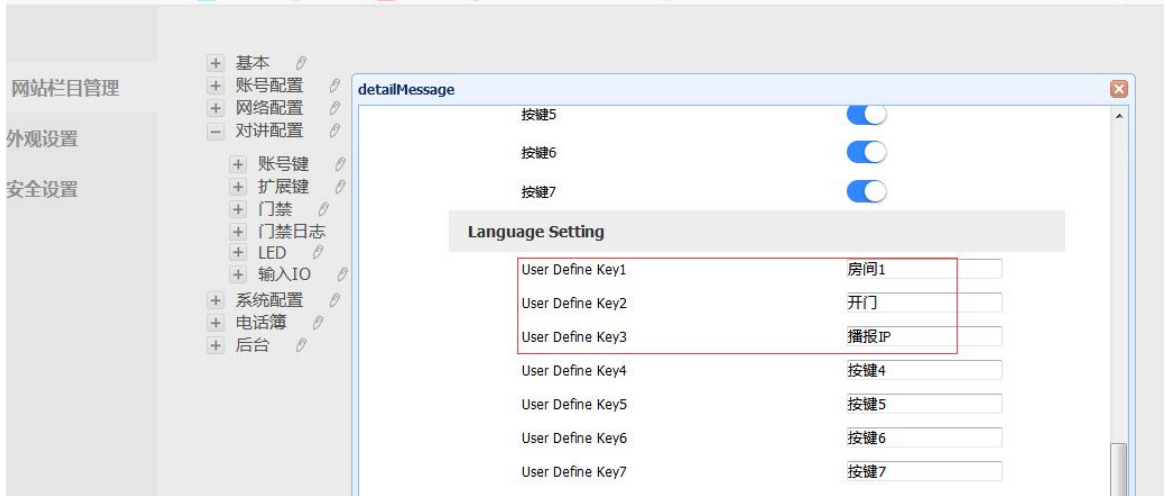 网站栏目管理
外观设置
安全设置
基本
账号配置
网络配置
对讲配置
账号键
扩展键
门禁
门禁日志
LED
输入IO
系统配置
电话簿
后台
detailMessage
按键5
按键6
按键7
Language Setting
User Define Key1 房间1
User Define Key2 开门
User Define Key3 播报IP
User Define Key4 按键4
User Define Key5 按键5
User Define Key6 按键6
User Define Key7 按键7